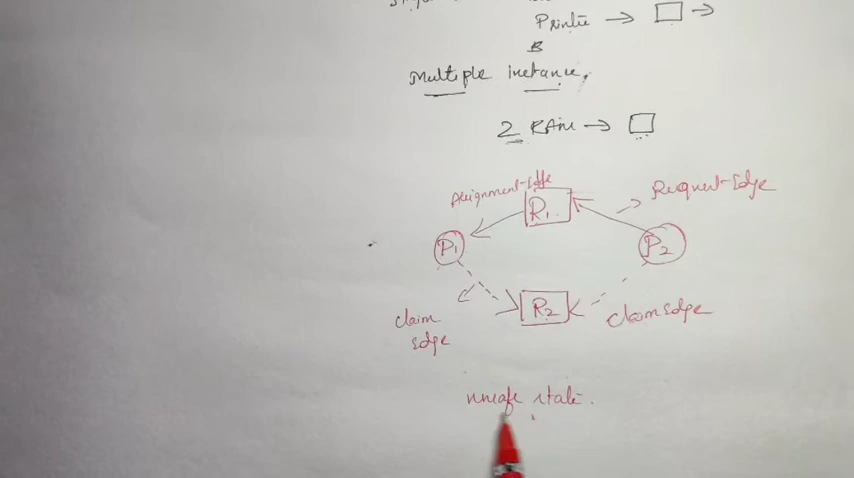 Printer →
Multiple instance,
2 RAM →
Assignment-Edge
Request-Edge
R1
P1
P2
R2
claim
Edge
claim Edge
unsafe state.